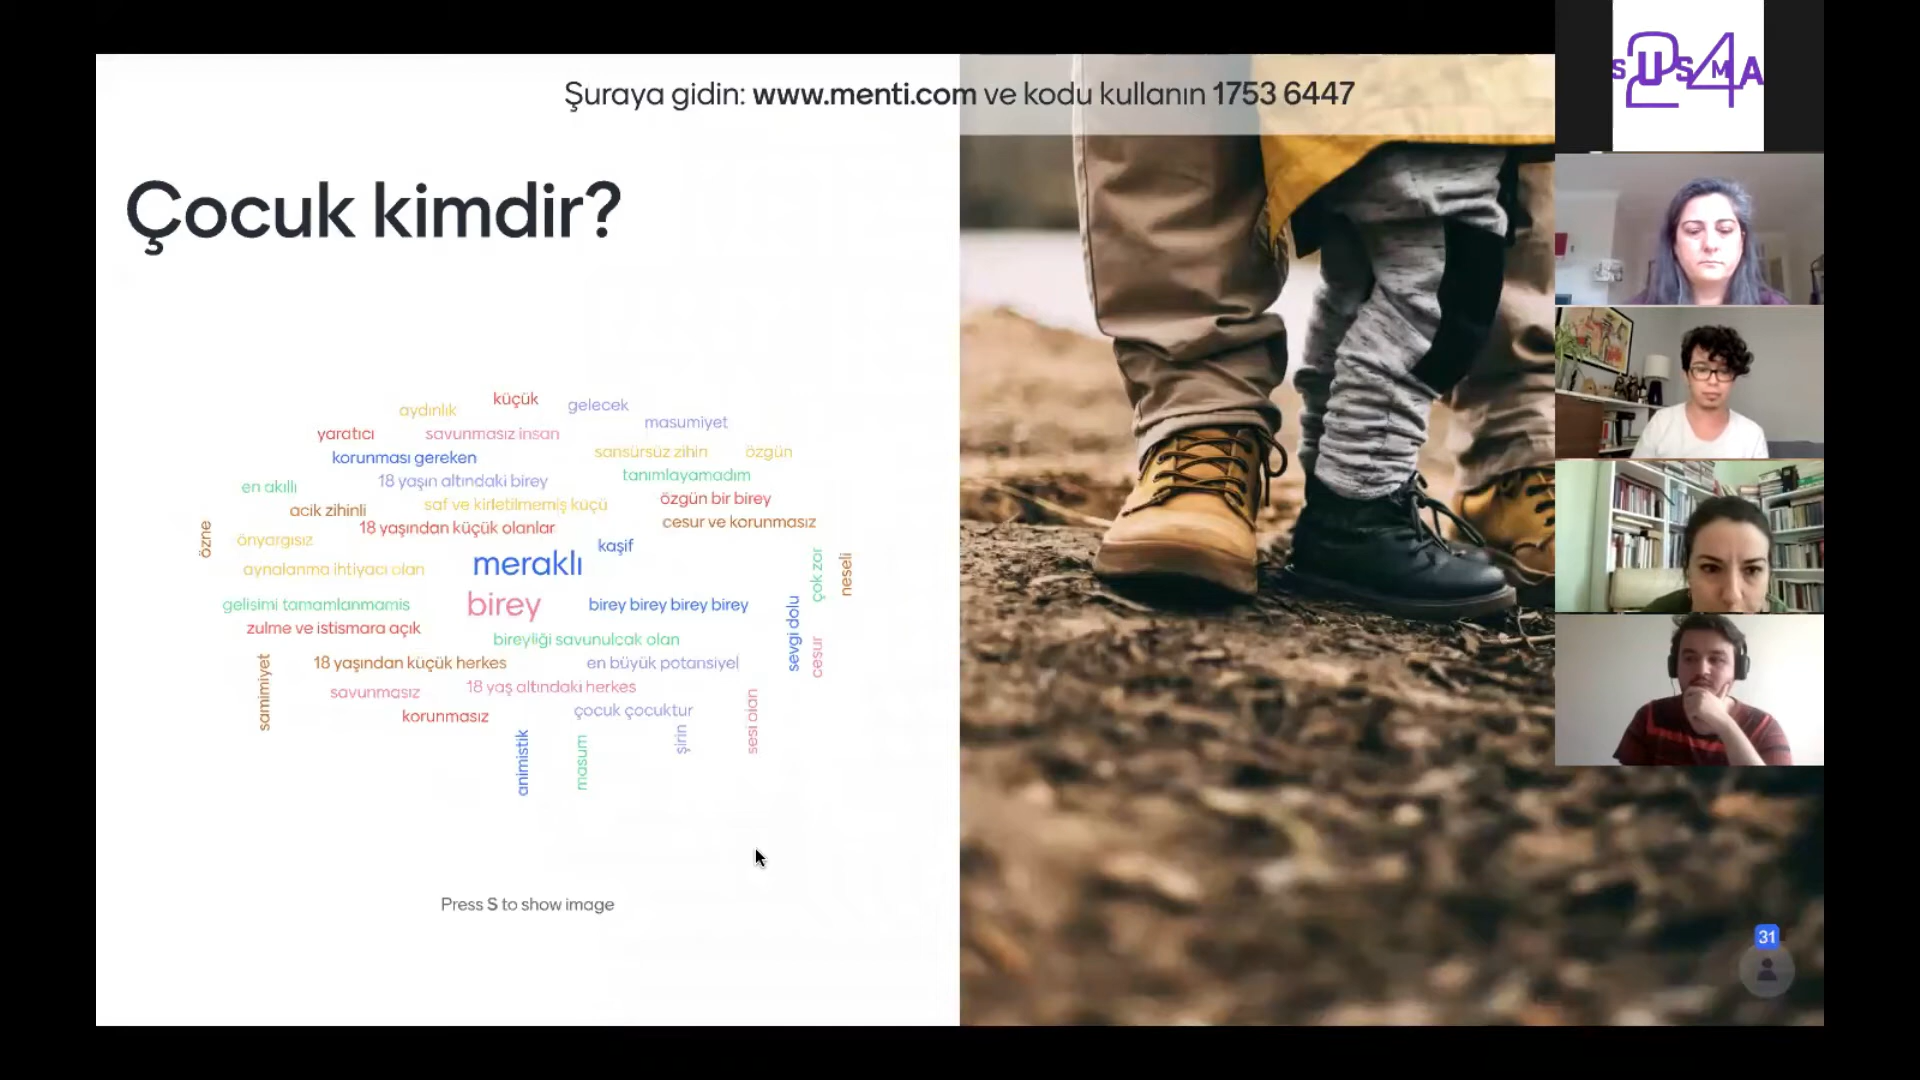 Şuraya gidin: www.menti.com ve kodu kullanın 1753 6447
SUSMA
24
Çocuk kimdir?
küçük
aydınlık
gelecek
masumiyet
yaratıcı
savunmasız insan
korunması gereken
sansürsüz zihin
özgün
18 yaşın altındaki birey
tanımlayamadım
en akıllı
saf ve kirletilmemiş küçü
özgün bir birey
acik zihinli
18 yaşından küçük olanlar
cesur ve korunmasız
özne
önyargısız
kaşif
meraklı
aynalanma ihtiyacı olan
çok zor
neseli
gelisimi tamamlanmamis
birey
birey birey birey birey
zulme ve istismara açık
bireyliği savunulcak olan
sevgi dolu
cesur
18 yaşından küçük herkes
en büyük potansiyel
samimiyet
savunmasız
18 yaş altındaki herkes
korunmasız
çocuk çocuktur
sesi olan
şirin
animistik
masum
Press S to show image
31